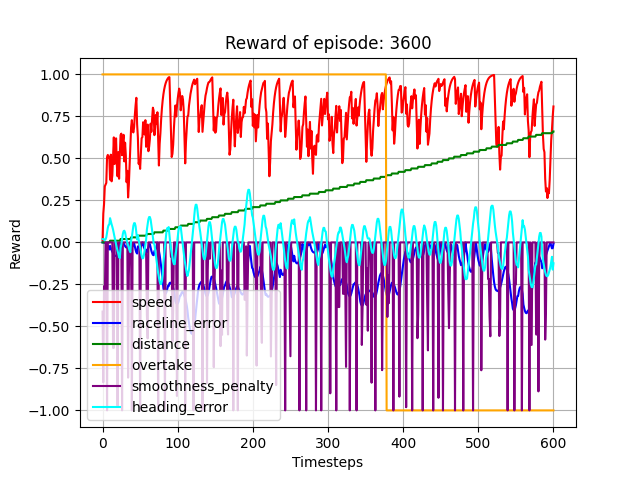 Reward of episode: 3600
1.00
0.75
0.50
0.25
0.00
−0.25
−0.50
−0.75
−1.00
Reward
speed
raceline_error
distance
overtake
smoothness_penalty
heading_error
0 100 200 300 400 500 600
Timesteps